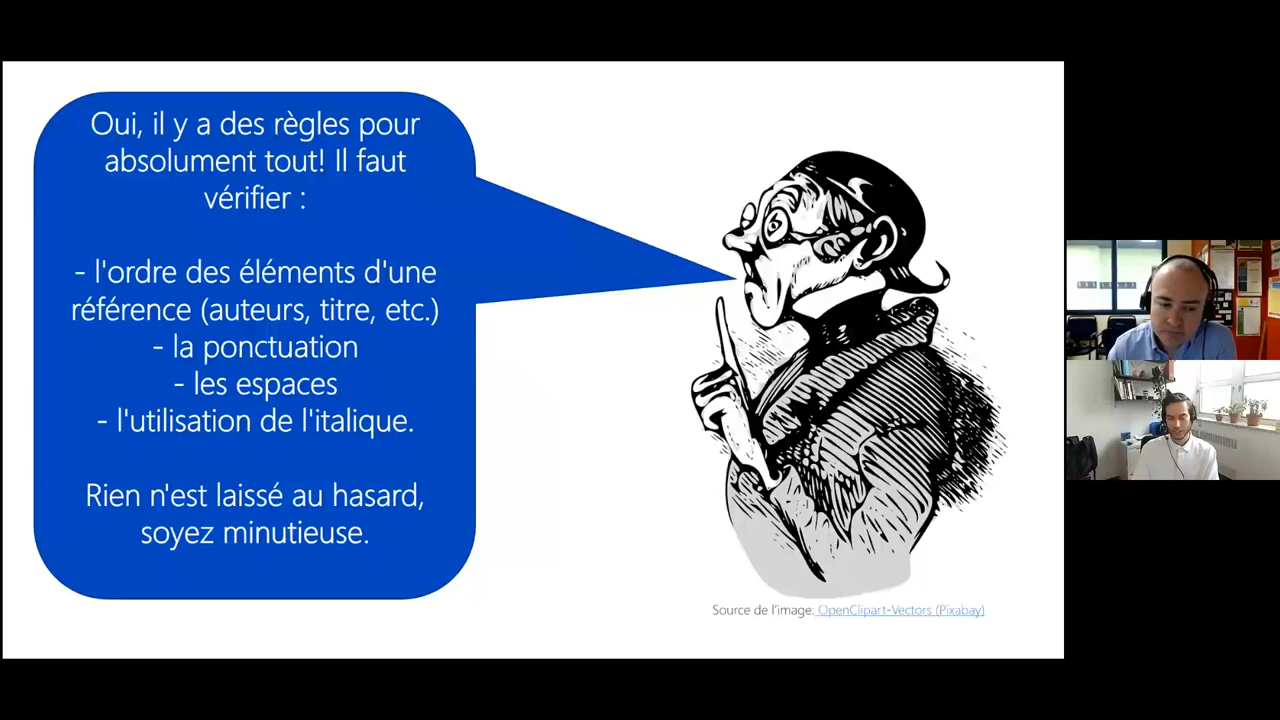 Oui, il y a des règles pour
absolument tout! Il faut
vérifier :
- l'ordre des éléments d'une
référence (auteurs, titre, etc.)
- la ponctuation
- les espaces
- l'utilisation de l'italique.
Rien n'est laissé au hasard,
soyez minutieuse.
Source de l'image: OpenClipart-Vectors (Pixabay)